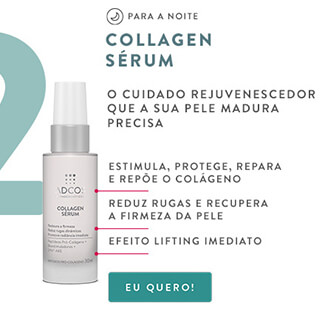 2
PARA A NOITE
COLLAGEN
SÉRUM
O CUIDADO REJUVENESCEDOR
QUE A SUA PELE MADURA
PRECISA
ESTIMULA, PROTEGE, REPARA
E REPÕE O COLÁGENO
REDUZ RUGAS E RECUPERA
A FIRMEZA DA PELE
EFEITO LIFTING IMEDIATO
EU QUERO!
COLLAGEN
SÉRUM